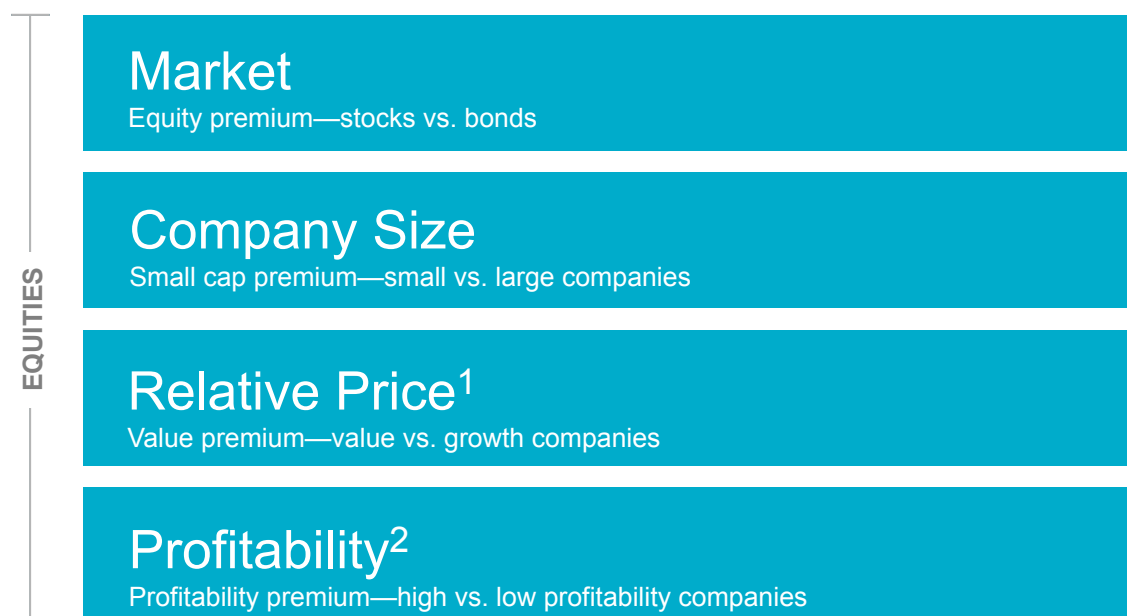 Market
Equity premium—stocks vs. bonds
Company Size
Small cap premium—small vs. large companies
EQUITIES
Relative Price¹
Value premium—value vs. growth companies
Profitability²
Profitability premium—high vs. low profitability companies